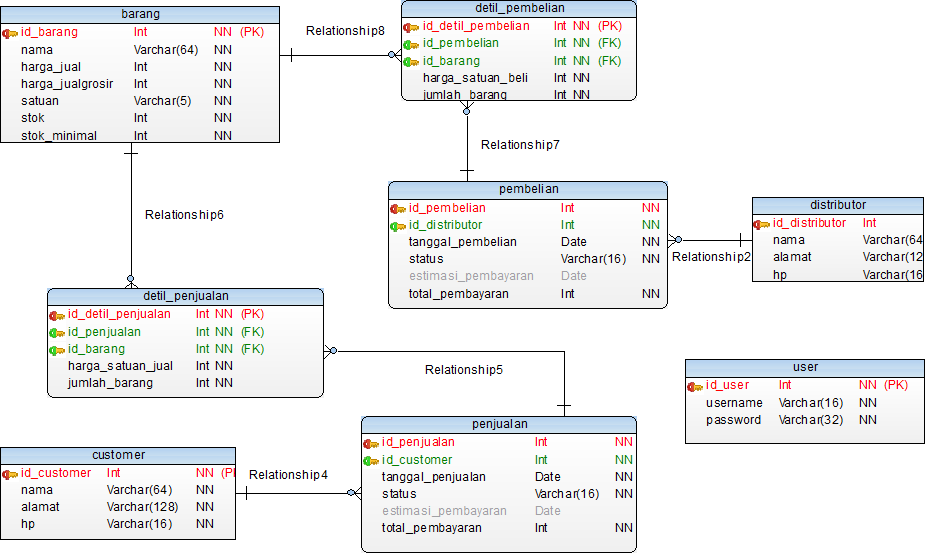 barang
id_barang Int NN (PK)
nama Varchar(64) NN
harga_jual Int NN
harga_jualgrosir Int NN
satuan Varchar(5) NN
stok Int NN
stok_minimal Int NN
Relationship8
detil_pembelian
id_detil_pembelian Int NN (PK)
id_pembelian Int NN (FK)
id_barang Int NN (FK)
harga_satuan_beli Int NN
jumlah_barang Int NN
Relationship7
Relationship6
pembelian
id_pembelian Int NN
id_distributor Int NN
tanggal_pembelian Date NN
status Varchar(16) NN
estimasi_pembayaran Date
total_pembayaran Int NN
Relationship2
distributor
id_distributor Int
nama Varchar(64
alamat Varchar(12
hp Varchar(16
detil_penjualan
id_detil_penjualan Int NN (PK)
id_penjualan Int NN (FK)
id_barang Int NN (FK)
harga_satuan_jual Int NN
jumlah_barang Int NN
Relationship5
user
id_user Int NN (PK)
username Varchar(16) NN
password Varchar(32) NN
penjualan
id_penjualan Int NN
id_customer Int NN
tanggal_penjualan Date NN
status Varchar(16) NN
estimasi_pembayaran Date
total_pembayaran Int NN
customer
id_customer Int NN (P
nama Varchar(64) NN
alamat Varchar(128) NN
hp Varchar(16) NN
Relationship4